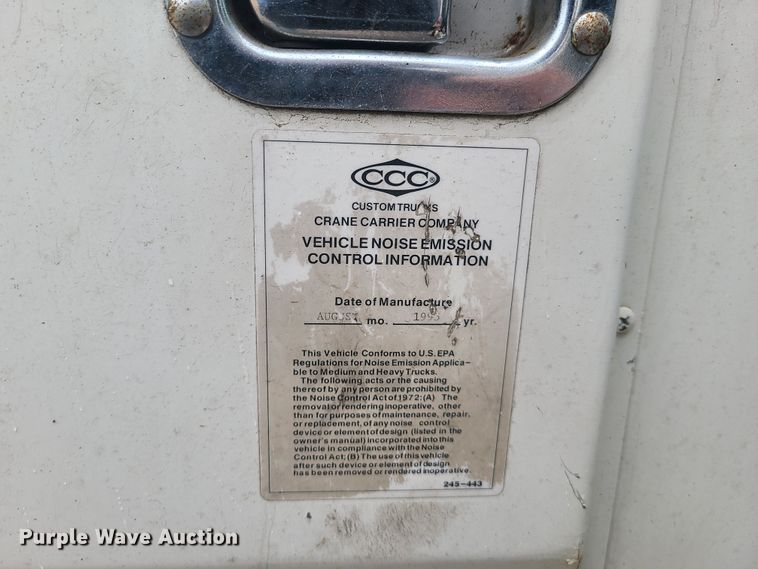 CCC®
CUSTOM TRUCKS
CRANE CARRIER COMPANY
VEHICLE NOISE EMISSION
CONTROL INFORMATION
Date of Manufacture
AUGUST mo. 1995 yr.
This Vehicle Conforms to U.S. EPA
Regulations for Noise Emission Applica-
ble to Medium and Heavy Trucks.
The following acts or the causing
thereof by any person are prohibited by
the Noise Control Act of 1972:(A) The
removal or rendering inoperative, other
than for purposes of maintenance, repair,
or replacement, of any noise control
device or element of design (listed in the
owner's manual) incorporated into this
vehicle in compliance with the Noise
Control Act; (B) The use of this vehicle
after such device or element of design
has been removed or rendered inoperative.
245-443
Purple Wave Auction